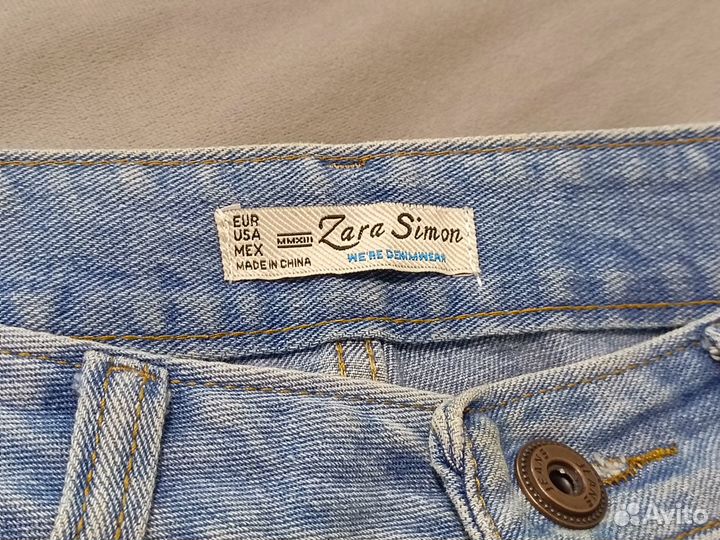 EUR
USA
MEX
MADE IN CHINA
MMXIII
Zara Simon
WE'RE DENIMWEAR
Avito